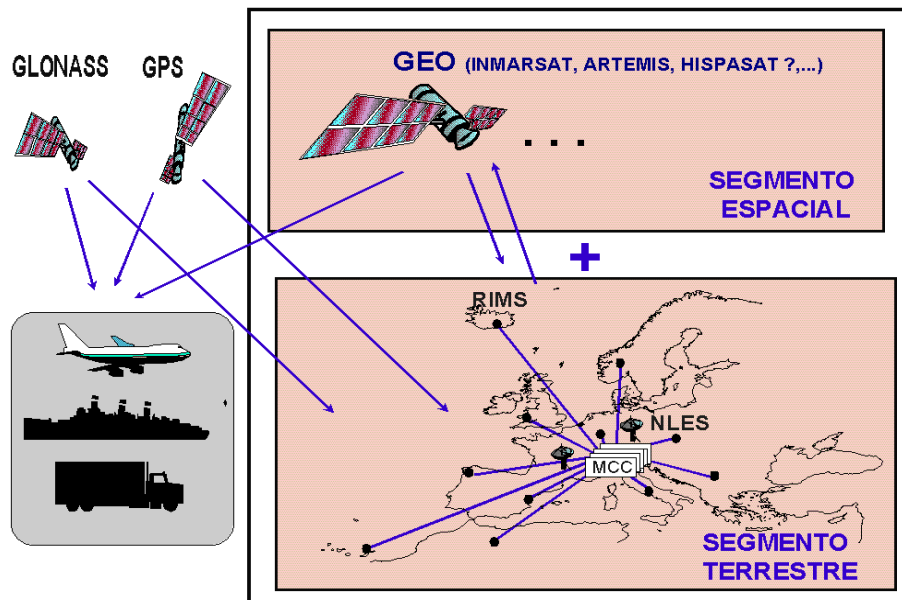 GLONASS
GPS
GEO (INMARSAT, ARTEMIS, HISPASAT ?,...)
. . .
SEGMENTO
ESPACIAL
+
RIMS
NLES
MCC
SEGMENTO
TERRESTRE